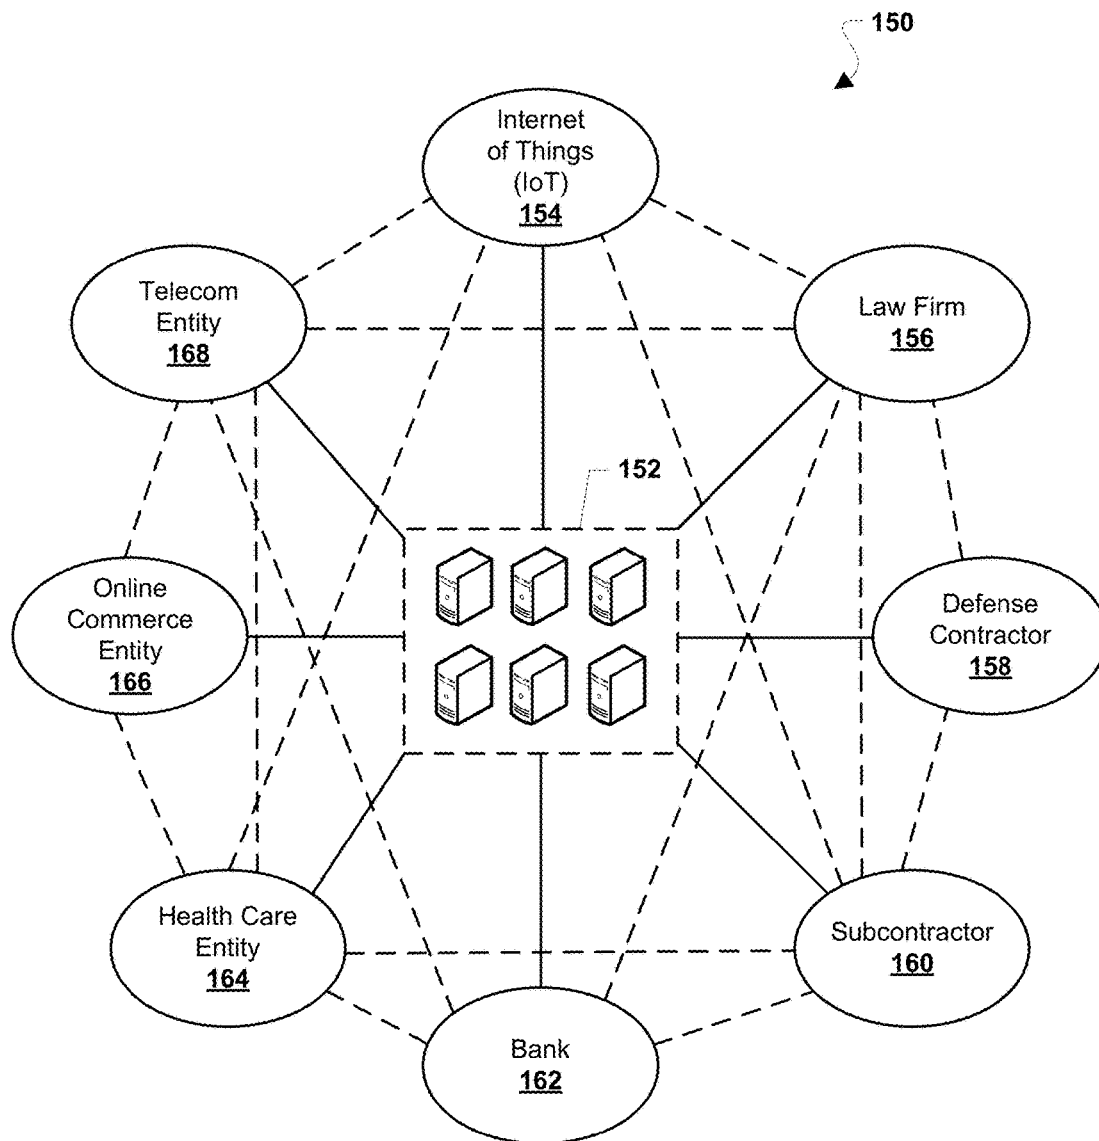 150
Internet
of Things
(IoT)
154
Telecom
Entity
168
Law Firm
156
152
Online
Commerce
Entity
166
Defense
Contractor
158
Health Care
Entity
164
Subcontractor
160
Bank
162